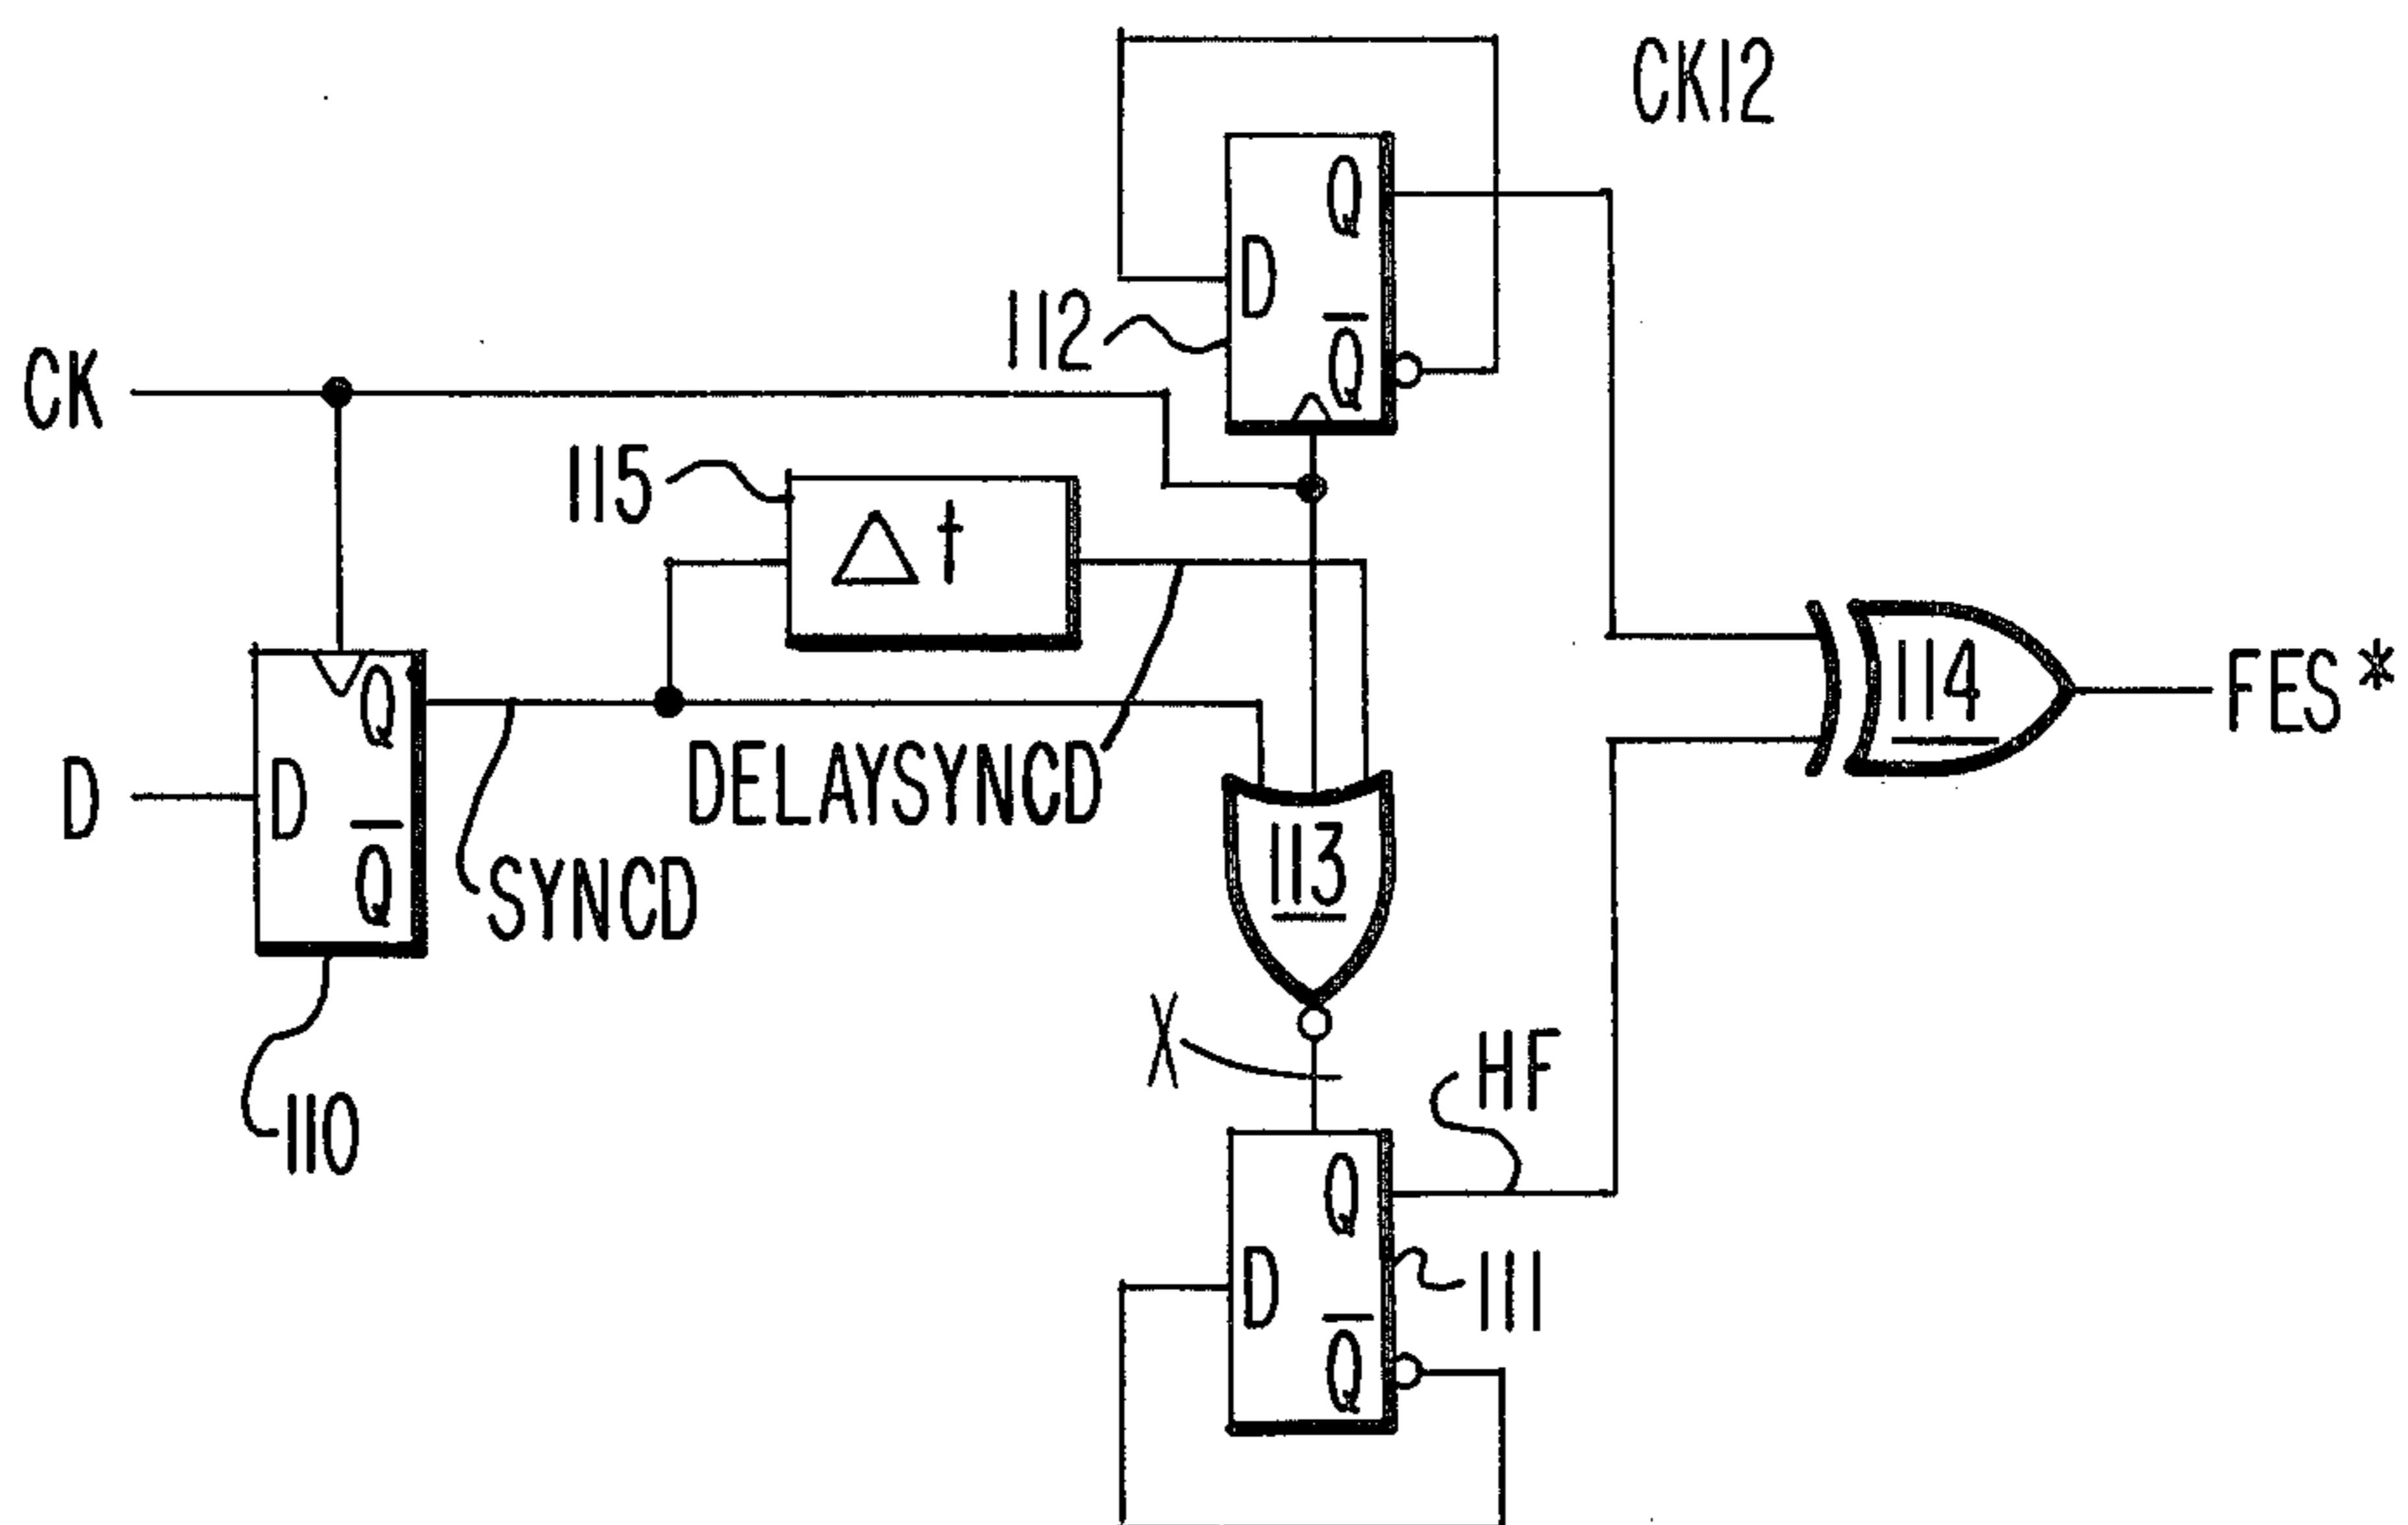 CK12
Q
D
Q̅
112
CK
115
Δt
Q
D
D
Q̅
DELAYSYNCD
SYNCD
110
114
FES*
113
X
HF
Q
D
Q̅
111